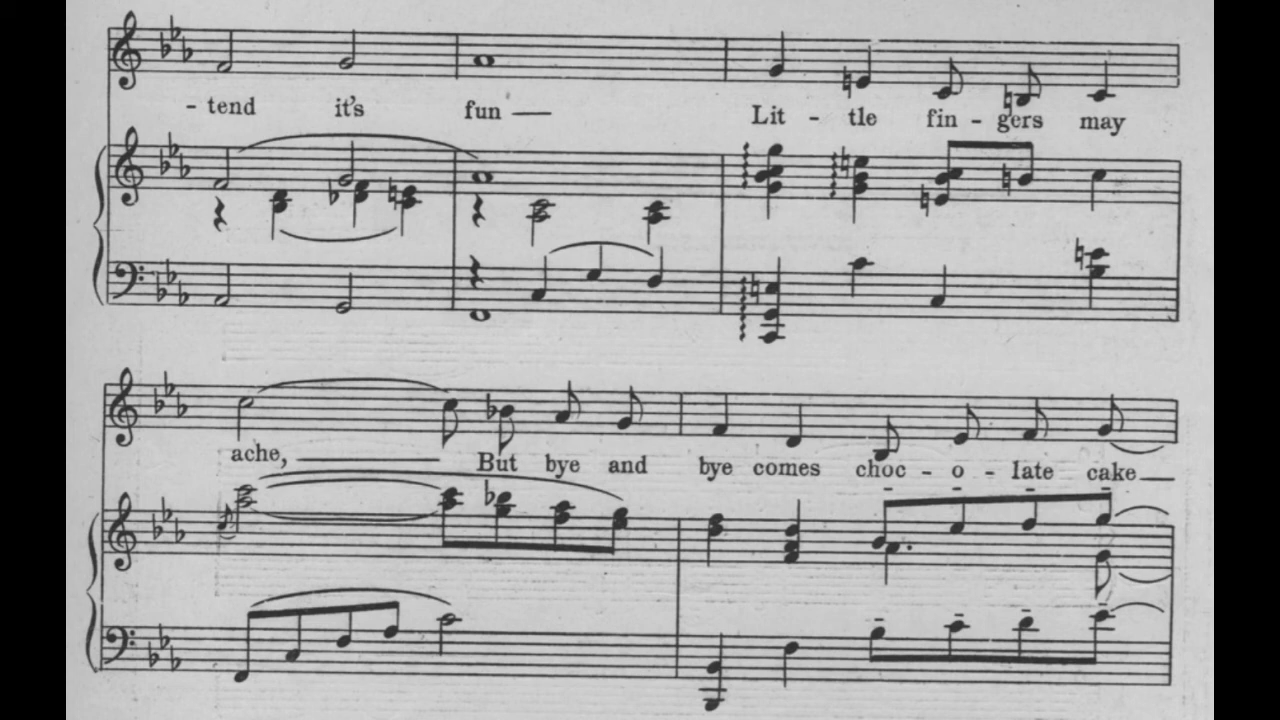 - tend it's fun — Lit - tle fin - gers may
ache, — But bye and bye comes choc - o - late cake —